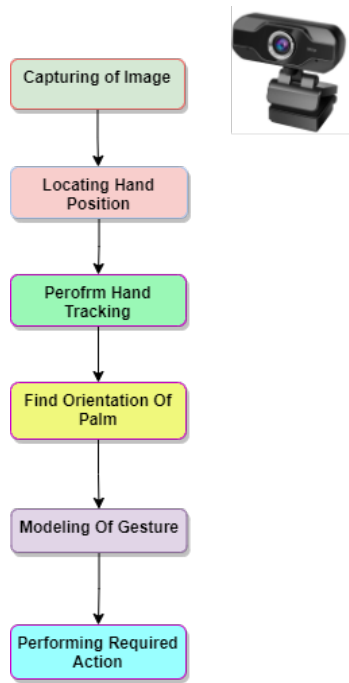 Capturing of Image
Locating Hand
Position
Perofrm Hand
Tracking
Find Orientation Of
Palm
Modeling Of Gesture
Performing Required
Action